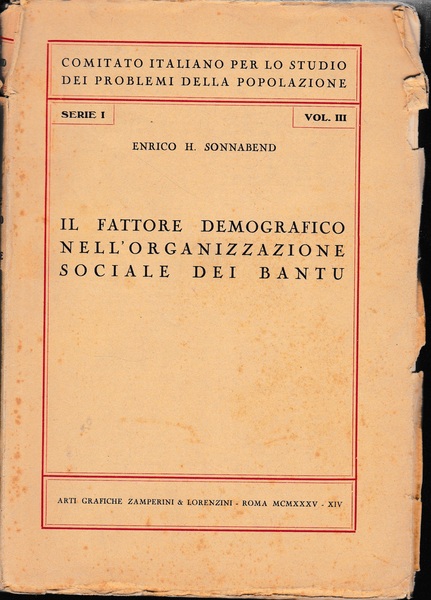 COMITATO ITALIANO PER LO STUDIO
DEI PROBLEMI DELLA POPOLAZIONE
SERIE I
VOL. III
ENRICO H. SONNABEND
IL FATTORE DEMOGRAFICO
NELL'ORGANIZZAZIONE
SOCIALE DEI BANTU
ARTI GRAFICHE ZAMPERINI & LORENZINI - ROMA MCMXXXV - XIV